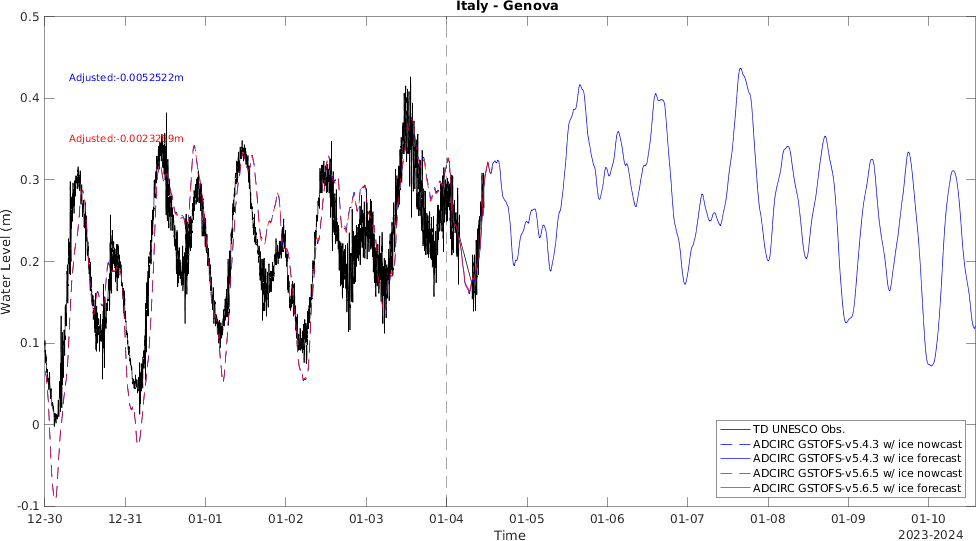 Italy - Genova
0.5
0.4
0.3
0.2
0.1
0
-0.1
Water Level (m)
Adjusted:-0.0052522m
12-30 12-31 01-01 01-02 01-03 01-04 01-05 01-06 01-07 01-08 01-09 01-10
Time
2023-2024
TD UNESCO Obs.
ADCIRC GSTOFS-v5.4.3 w/ ice nowcast
ADCIRC GSTOFS-v5.4.3 w/ ice forecast
ADCIRC GSTOFS-v5.6.5 w/ ice nowcast
ADCIRC GSTOFS-v5.6.5 w/ ice forecast